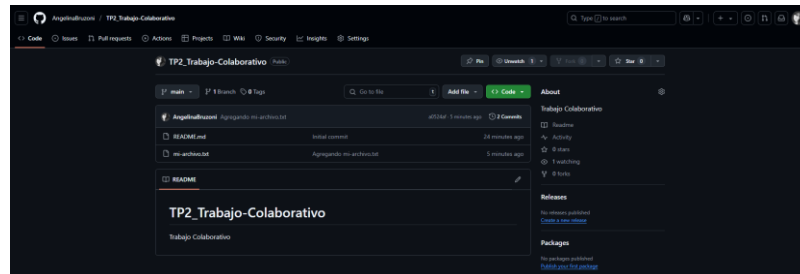 AngelinaBruzoni / TP2_Trabajo-Colaborativo
Type / to search
Code Issues Pull requests Actions Projects Wiki Security Insights Settings
TP2_Trabajo-Colaborativo Public
Pin Unwatch 1 Fork Star 0
main 1 Branch 0 Tags Go to file Add file Code
AngelinaBruzoni Agregando mi-archivo.txt 5 minutes ago 2 Commits
README.md Initial commit 24 minutes ago
mi-archivo.txt Agregando mi-archivo.txt 5 minutes ago
README
TP2_Trabajo-Colaborativo
Trabajo Colaborativo
About
Trabajo Colaborativo
Readme
Activity
0 stars
1 watching
0 forks
Releases
No releases published
Create a new release
Packages
No packages published
Publish your first package